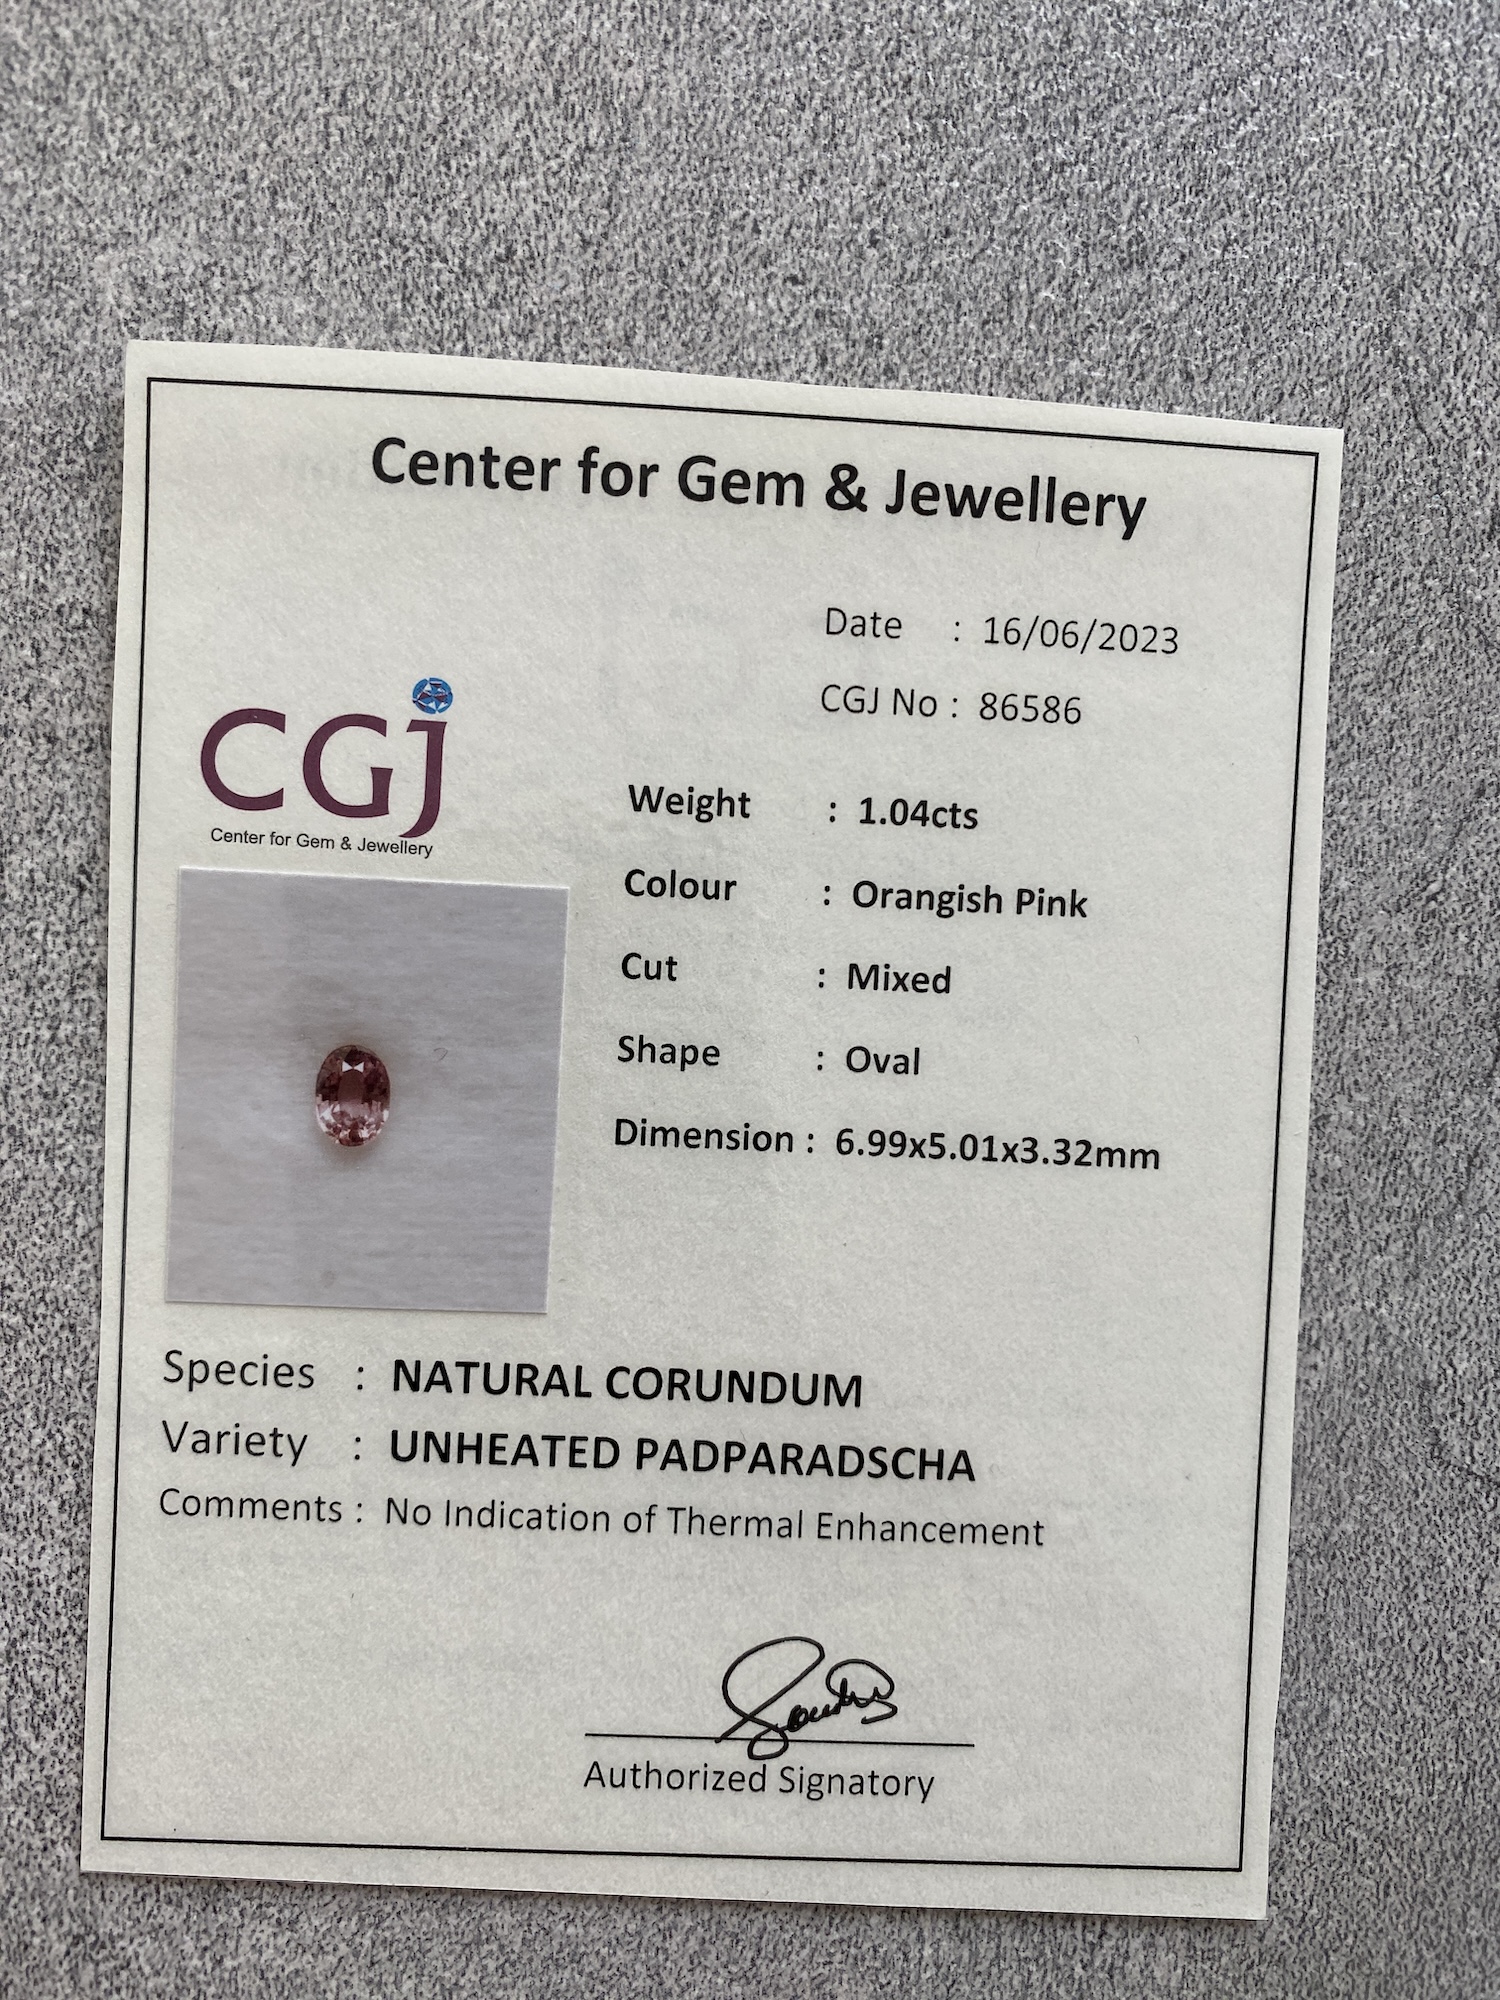 Center for Gem & Jewellery
Date : 16/06/2023
CGJ No : 86586
CGJ
Center for Gem & Jewellery
Weight : 1.04cts
Colour : Orangish Pink
Cut : Mixed
Shape : Oval
Dimension : 6.99x5.01x3.32mm
Species : NATURAL CORUNDUM
Variety : UNHEATED PADPARADSCHA
Comments : No Indication of Thermal Enhancement
Authorized Signatory